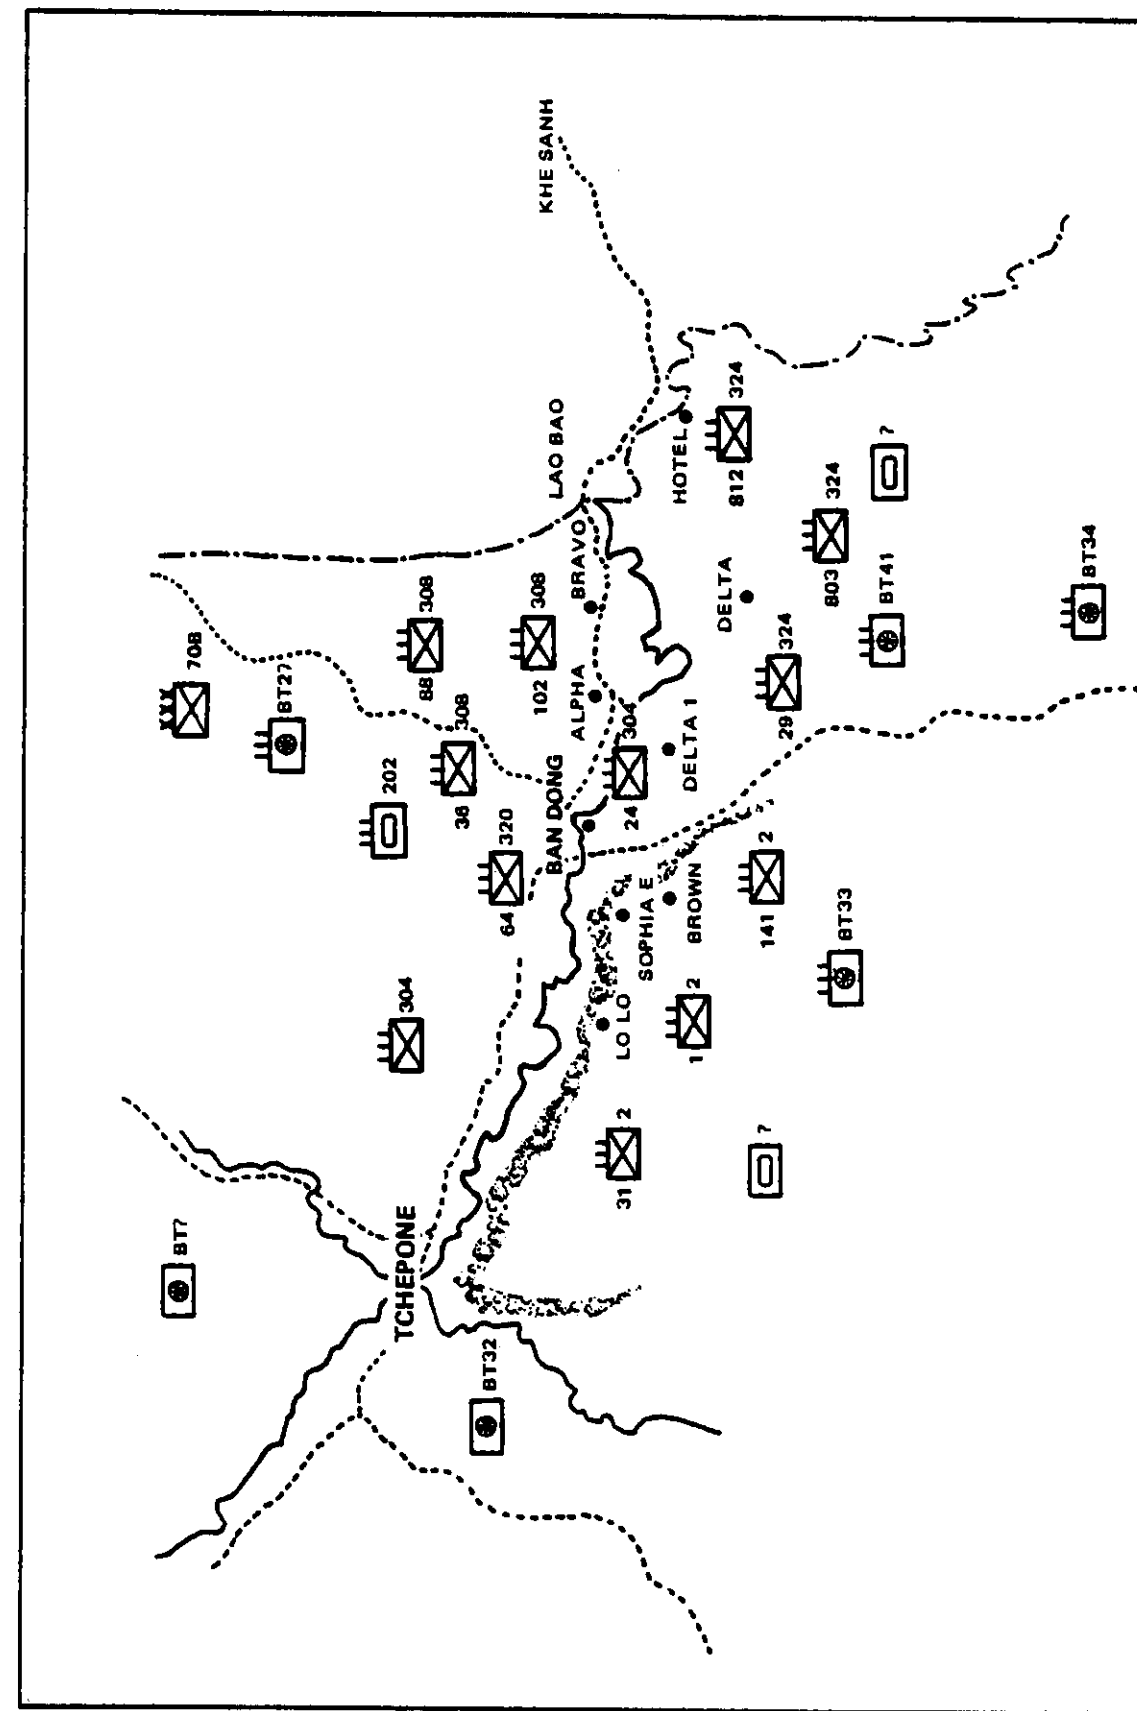 BT?
708
BT27
202
304
TCHEPONE
88 308
36 308
BT32
64 320
102 308
KHE SANH
BAN DONG
LAO BAO
ALPHA
BRAVO
LO LO
31 2
24 304
SOPHIA E
HOTEL
DELTA 1
BROWN
1 2
DELTA
812 324
?
141 2
29 324
803 324
BT33
BT41
?
BT34